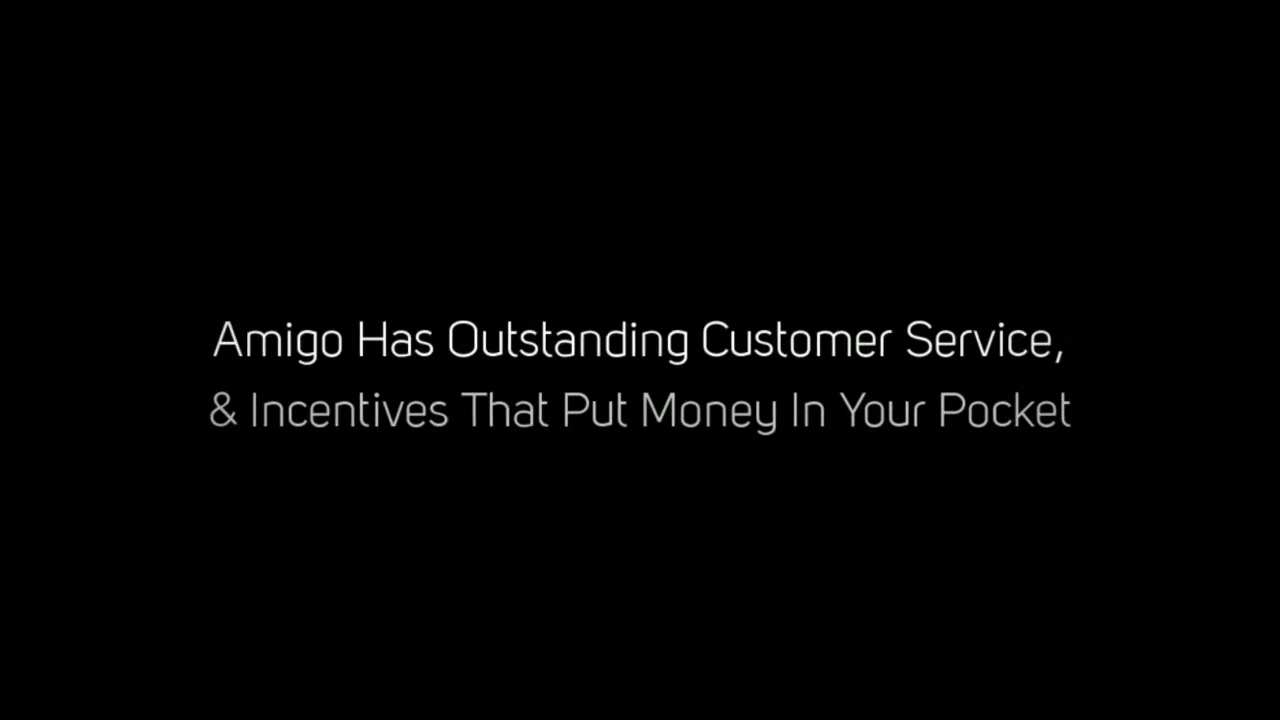 Amigo Has Outstanding Customer Service,
& Incentives That Put Money In Your Pocket